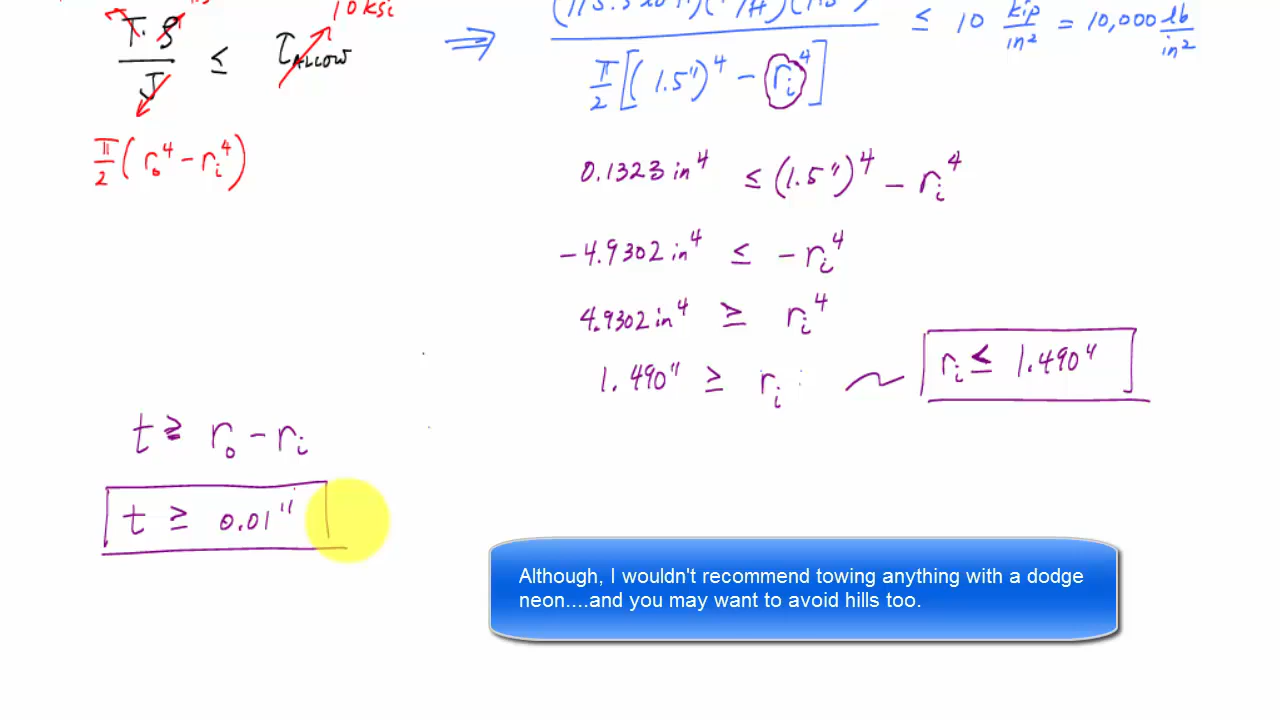 10 ksi
T·ρ / J ≤ τALLOW
π/2 (ro⁴ − ri⁴)
⇒
≤ 10 kip/in² = 10,000 lb/in²
π/2 [(1.5")⁴ − ri⁴]
0.1323 in⁴ ≤ (1.5")⁴ − ri⁴
−4.9302 in⁴ ≤ −ri⁴
4.9302 in⁴ ≥ ri⁴
1.490" ≥ ri
ri ≤ 1.490"
t ≥ ro − ri
t ≥ 0.01"
Although, I wouldn't recommend towing anything with a dodge
neon....and you may want to avoid hills too.